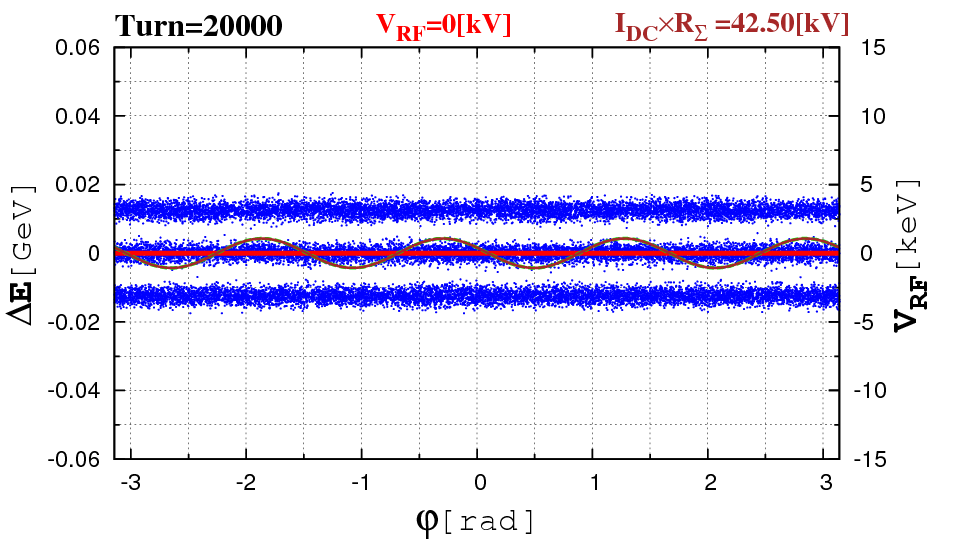 Turn=20000 V_RF=0[kV] I_DC×R_Σ =42.50[kV]
0.06 15
0.04 10
0.02 5
0 0
-0.02 -5
-0.04 -10
-0.06 -15
ΔE[GeV]
V_RF[keV]
-3 -2 -1 0 1 2 3
φ[rad]